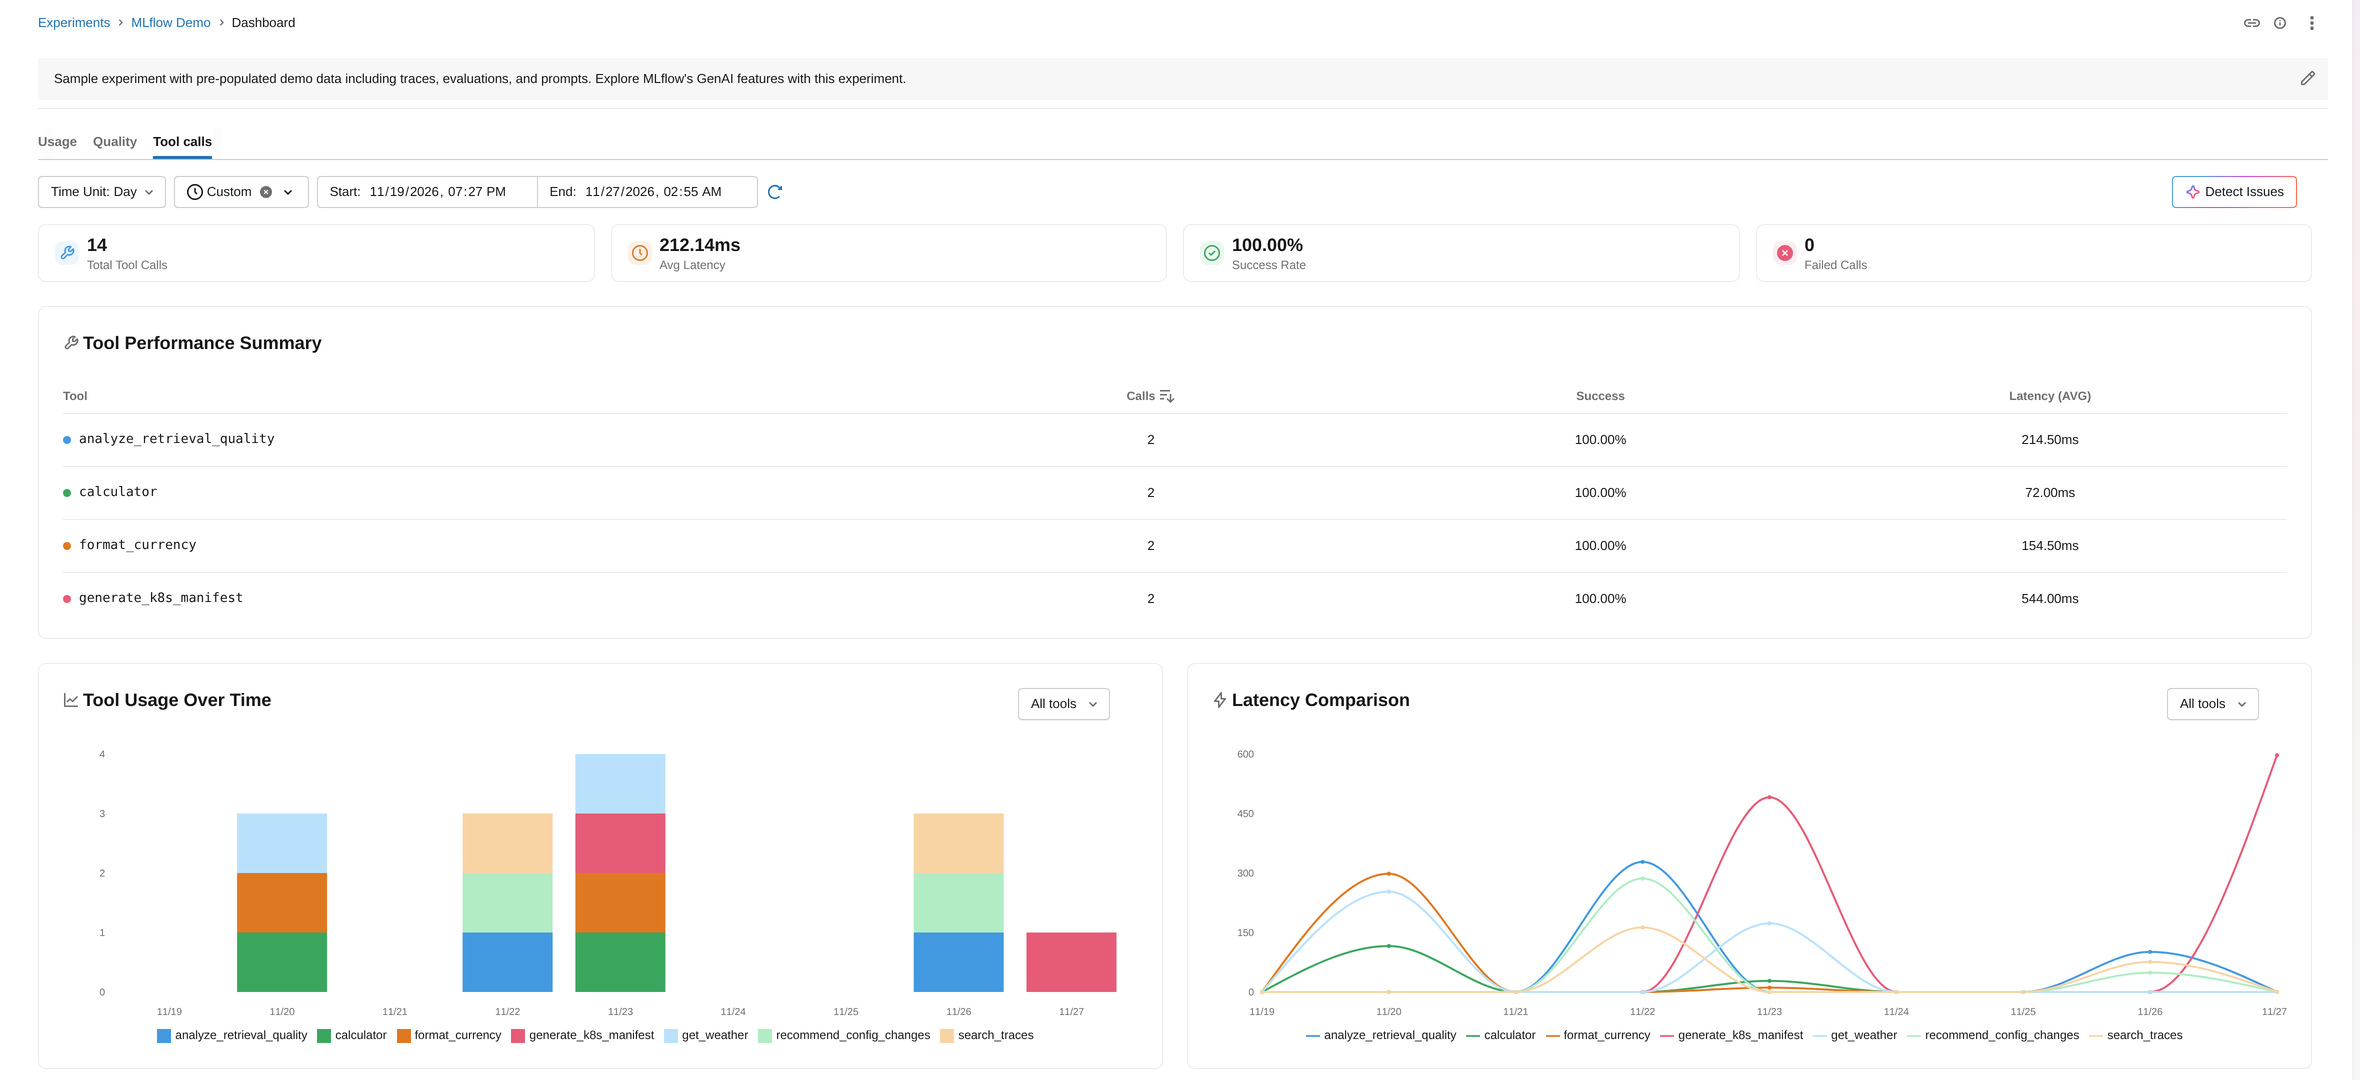 Experiments > MLflow Demo > Dashboard
Sample experiment with pre-populated demo data including traces, evaluations, and prompts. Explore MLflow's GenAI features with this experiment.
Usage Quality Tool calls
Time Unit: Day Custom Start: 11/19/2026, 07:27 PM End: 11/27/2026, 02:55 AM Detect Issues
14
Total Tool Calls
212.14ms
Avg Latency
100.00%
Success Rate
0
Failed Calls
Tool Performance Summary
Tool Calls Success Latency (AVG)
analyze_retrieval_quality 2 100.00% 214.50ms
calculator 2 100.00% 72.00ms
format_currency 2 100.00% 154.50ms
generate_k8s_manifest 2 100.00% 544.00ms
Tool Usage Over Time All tools
4
3
2
1
0
11/19 11/20 11/21 11/22 11/23 11/24 11/25 11/26 11/27
analyze_retrieval_quality calculator format_currency generate_k8s_manifest get_weather recommend_config_changes search_traces
Latency Comparison All tools
600
450
300
150
0
11/19 11/20 11/21 11/22 11/23 11/24 11/25 11/26 11/27
analyze_retrieval_quality calculator format_currency generate_k8s_manifest get_weather recommend_config_changes search_traces